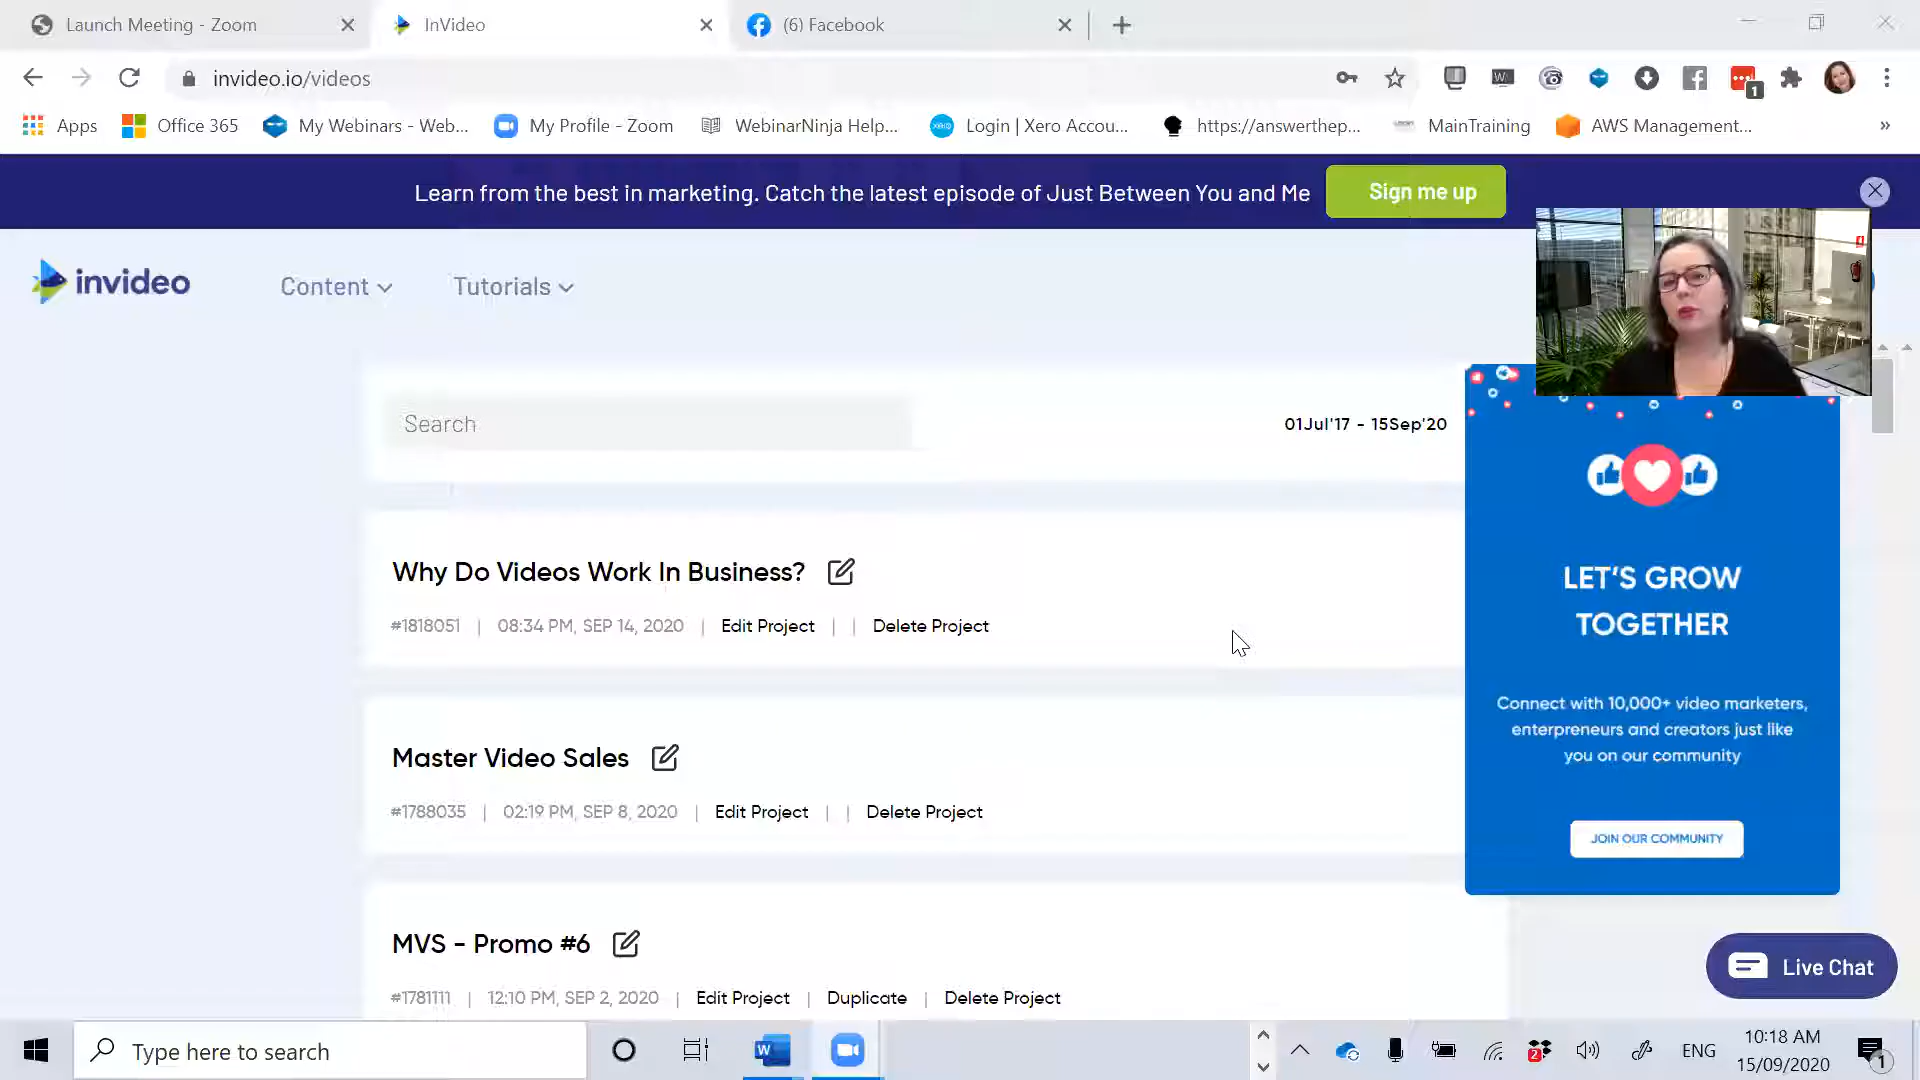 Launch Meeting - Zoom
InVideo
(6) Facebook
invideo.io/videos
1
Apps
Office 365
My Webinars - Web...
My Profile - Zoom
WebinarNinja Help...
xero
Login | Xero Accou...
https://answerthep...
MainTraining
AWS Management...
»
Learn from the best in marketing. Catch the latest episode of Just Between You and Me
Sign me up
invideo
Content
Tutorials
Search
01Jul'17 - 15Sep'20
Why Do Videos Work In Business?
#1818051 | 08:34 PM, SEP 14, 2020 | Edit Project | | Delete Project
Master Video Sales
#1788035 | 02:19 PM, SEP 8, 2020 | Edit Project | | Delete Project
MVS - Promo #6
#1781111 | 12:10 PM, SEP 2, 2020 | Edit Project | Duplicate | Delete Project
LET'S GROW
TOGETHER
Connect with 10,000+ video marketers,
enterpreneurs and creators just like
you on our community
JOIN OUR COMMUNITY
Live Chat
Type here to search
W
2
ENG
10:18 AM
15/09/2020
1